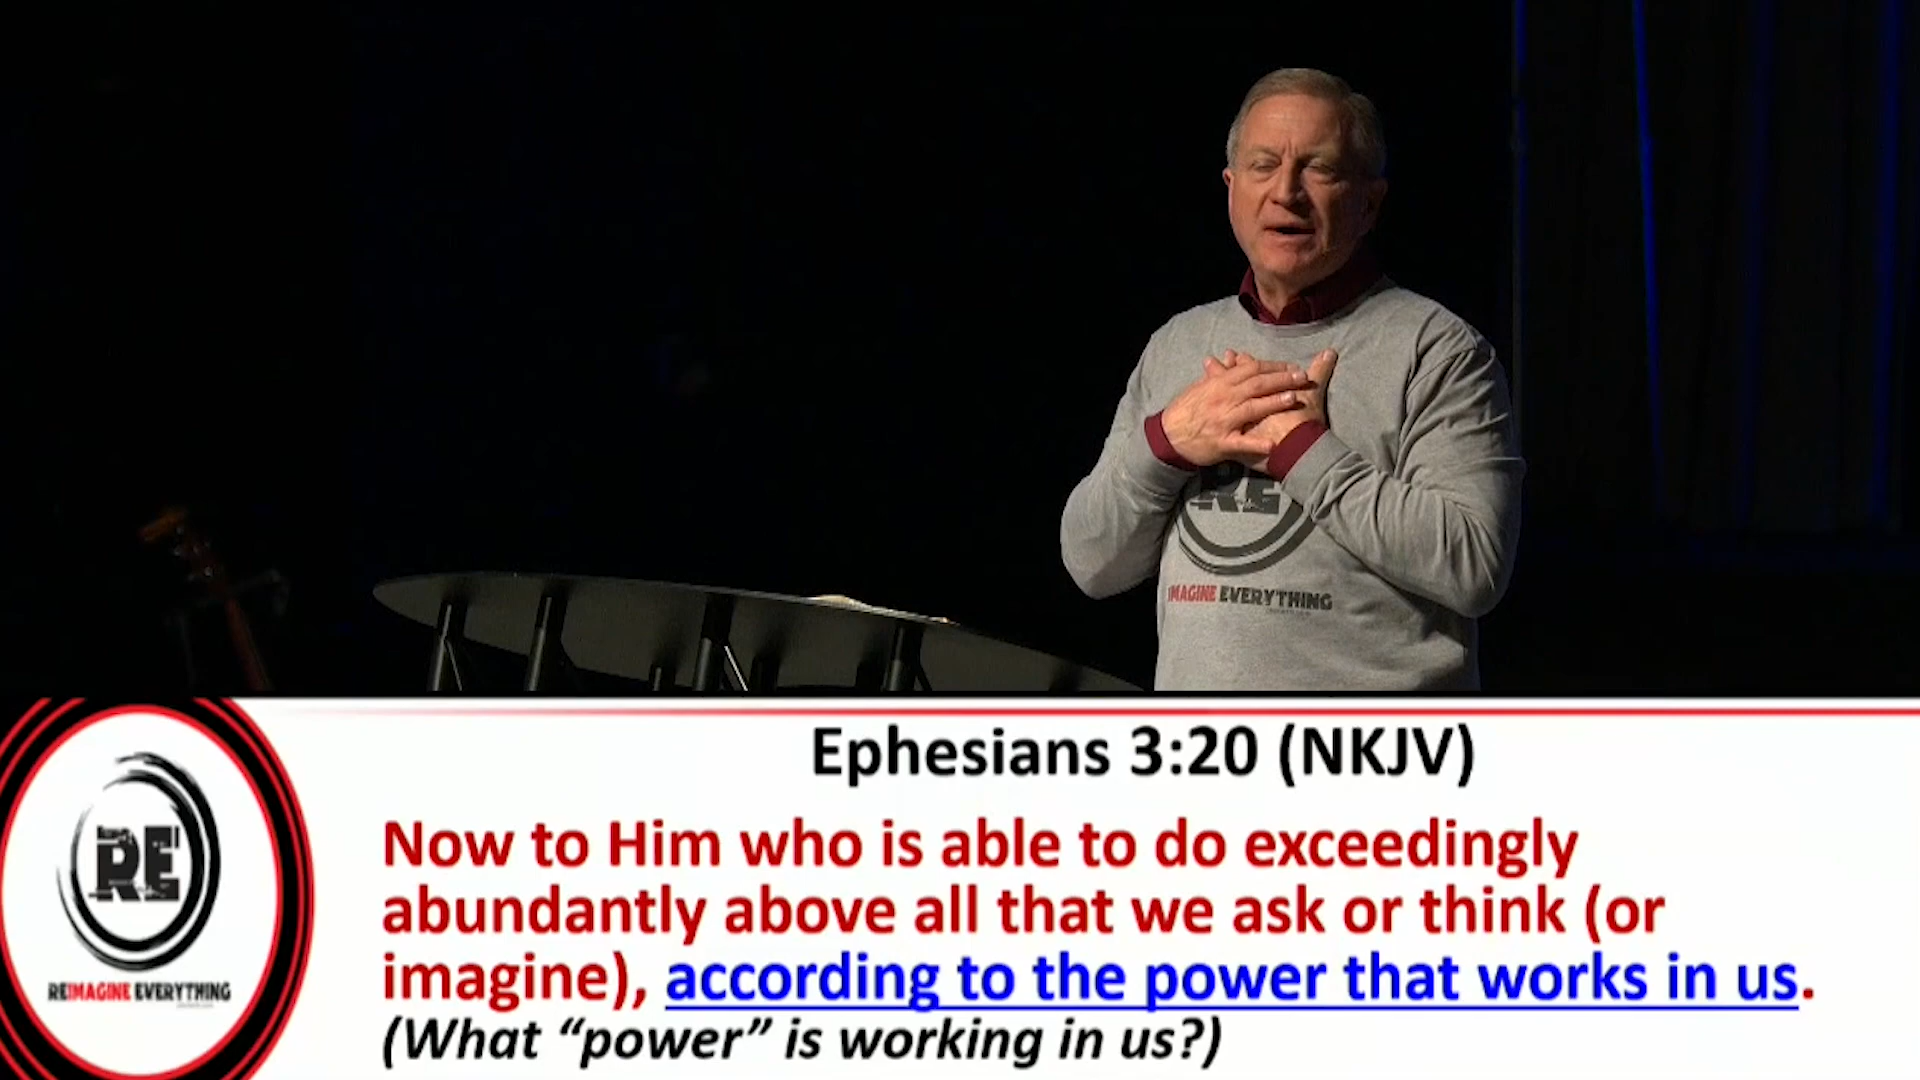 RE
IMAGINE EVERYTHING
Ephesians 3:20 (NKJV)
Now to Him who is able to do exceedingly
abundantly above all that we ask or think (or
imagine), according to the power that works in us.
(What “power” is working in us?)
RE
REIMAGINE EVERYTHING